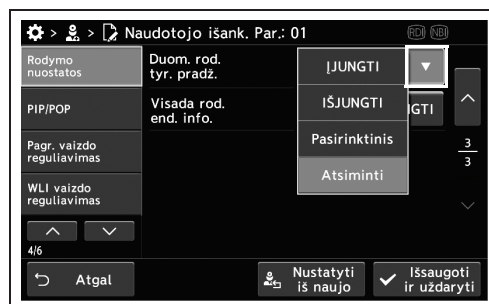 > > Naudotojo išank. Par.: 01 RDI NBI
Rodymo
nuostatos
Duom. rod.
tyr. pradž.
ĮJUNGTI
PIP/POP
Visada rod.
end. info.
IŠJUNGTI
IGTI
Pagr. vaizdo
reguliavimas
Pasirinktinis
3
3
WLI vaizdo
reguliavimas
Atsiminti
4/6
Atgal
Nustatyti
iš naujo
Išsaugoti
ir uždaryti